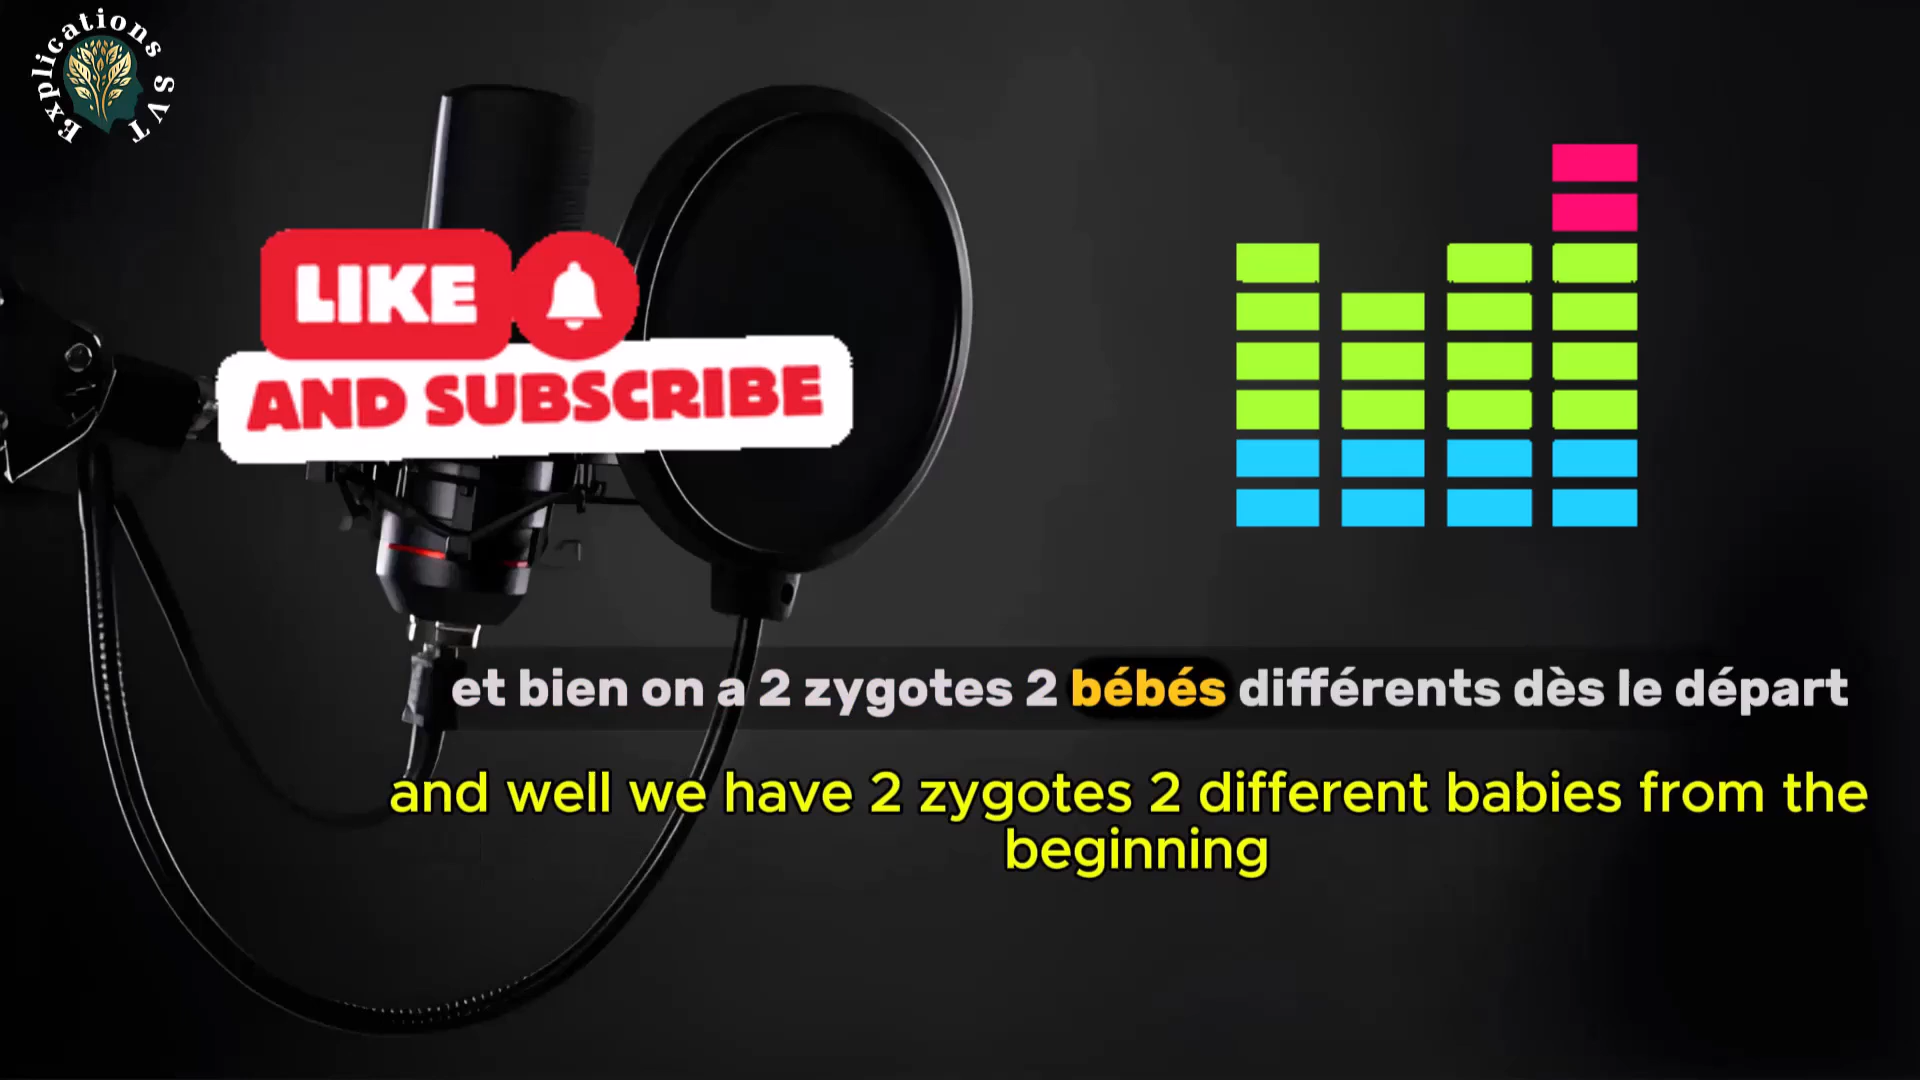 Explications SVT
LIKE
AND SUBSCRIBE
et bien on a 2 zygotes 2 bébés différents dès le départ
and well we have 2 zygotes 2 different babies from the
beginning